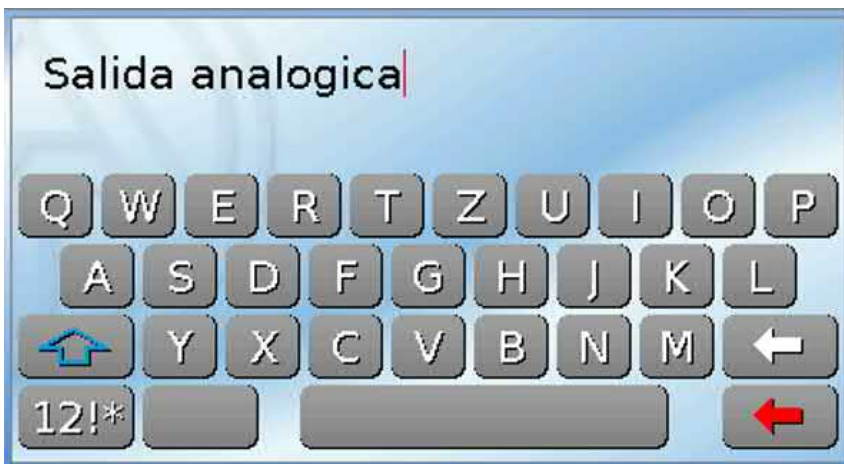 Salida analogica
Q W E R T Z U I O P
A S D F G H J K L
Y X C V B N M
12!*